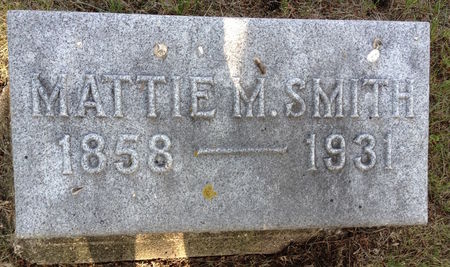 MATTIE M. SMITH
1858 — 1931